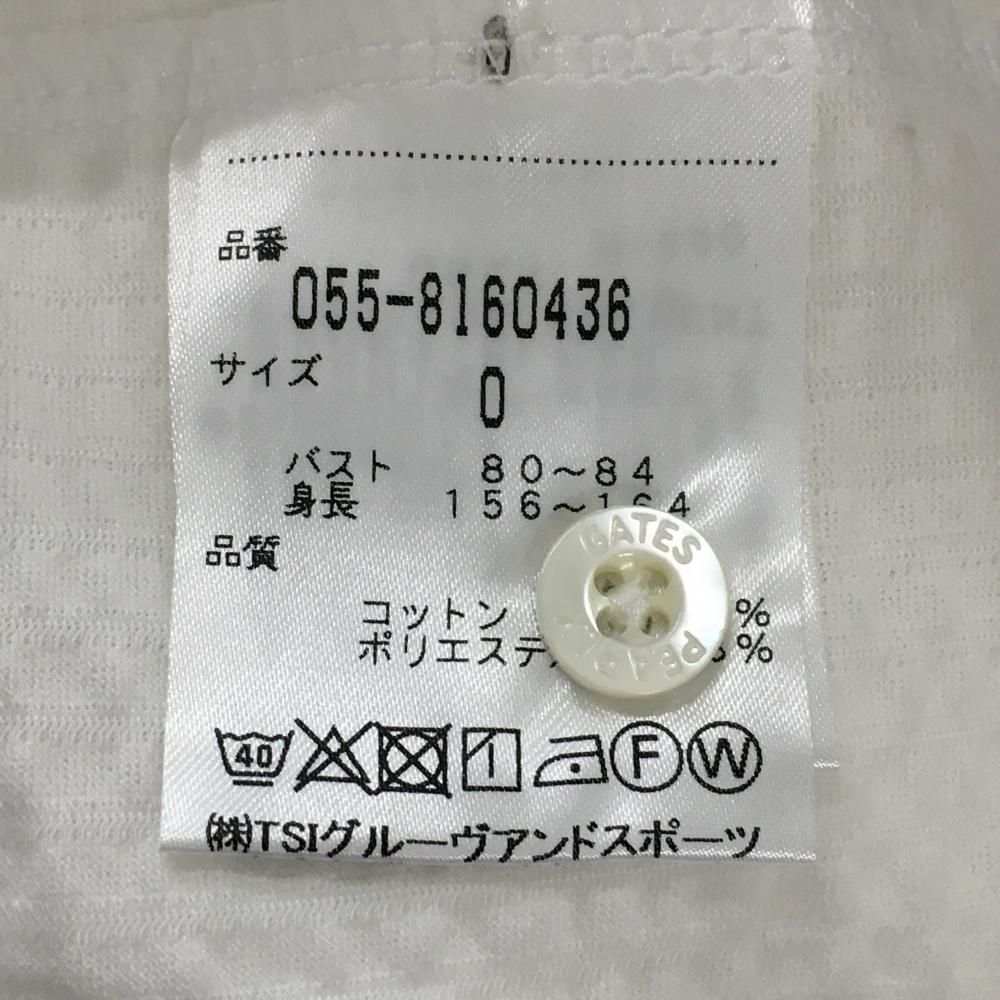 品番
055-8160436
サイズ
0
バスト 80～84
身長 156～164
品質
コットン %
ポリエステ %
GATES
PEARLY
40
F W
㈱TSIグルーヴアンドスポーツ